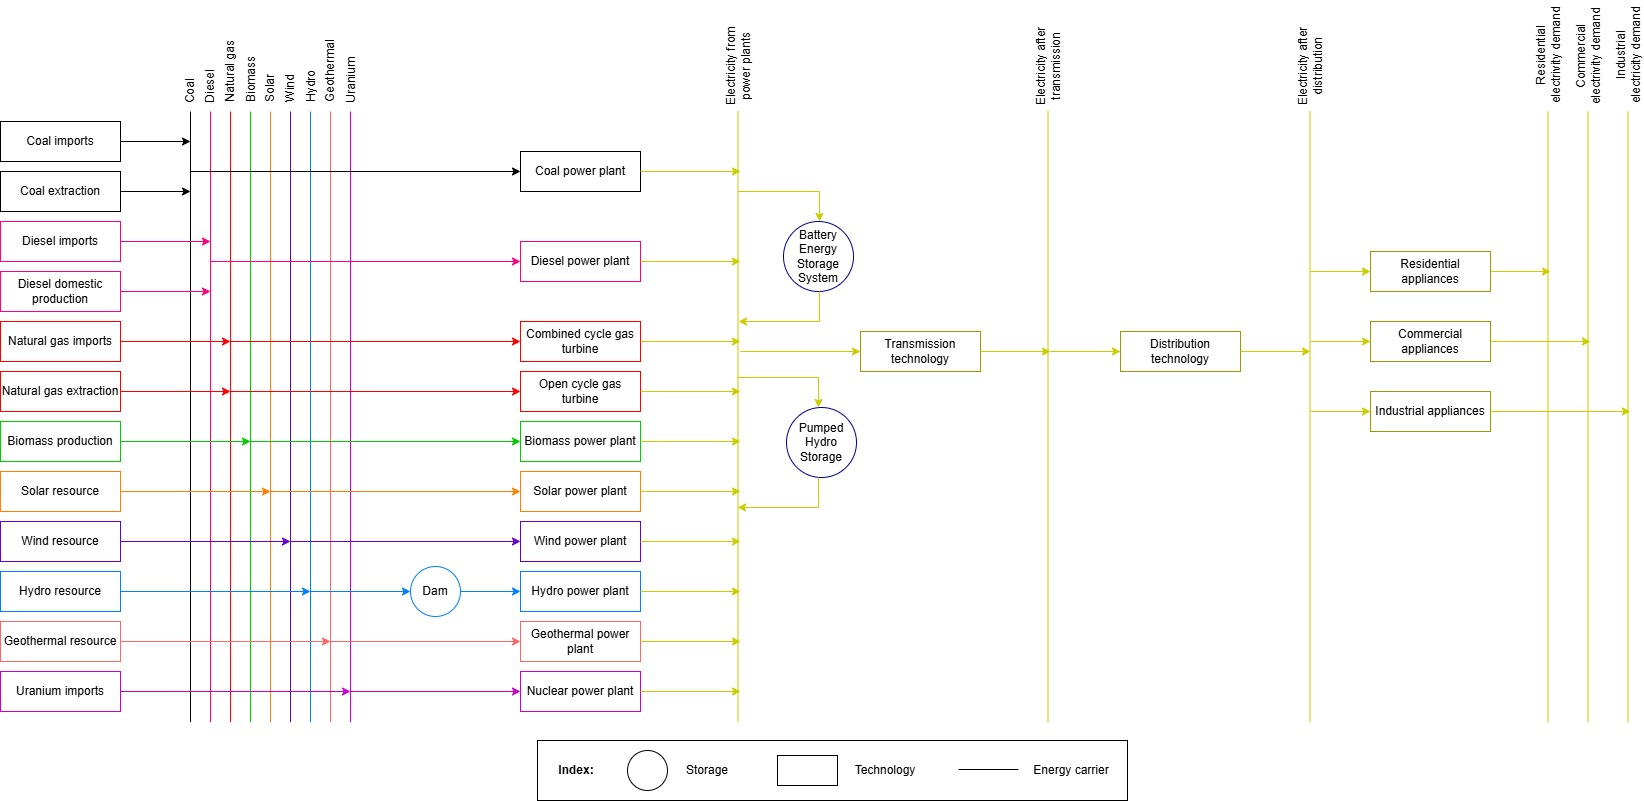 Coal
Diesel
Natural gas
Biomass
Solar
Wind
Hydro
Geothermal
Uranium
Electricity from
power plants
Electricity after
transmission
Electricity after
distribution
Residential
electrivity demand
Commercial
electrivity demand
Industrial
electricity demand
Coal imports
Coal extraction
Diesel imports
Diesel domestic
production
Natural gas imports
Natural gas extraction
Biomass production
Solar resource
Wind resource
Hydro resource
Geothermal resource
Uranium imports
Dam
Coal power plant
Diesel power plant
Combined cycle gas
turbine
Open cycle gas
turbine
Biomass power plant
Solar power plant
Wind power plant
Hydro power plant
Geothermal power
plant
Nuclear power plant
Battery
Energy
Storage
System
Pumped
Hydro
Storage
Transmission
technology
Distribution
technology
Residential
appliances
Commercial
appliances
Industrial appliances
Index:
Storage
Technology
Energy carrier